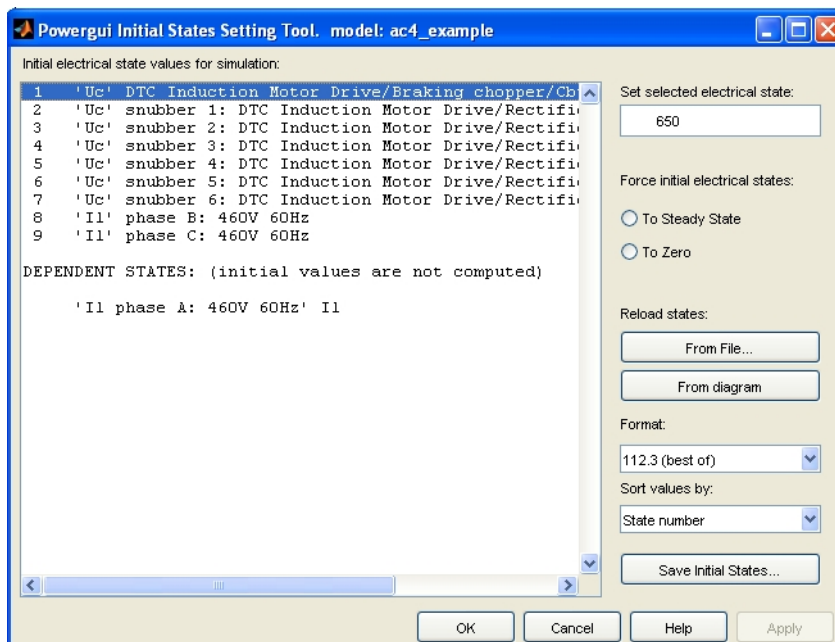 Powergui Initial States Setting Tool. model: ac4_example
Initial electrical state values for simulation:
1 'Uc' DTC Induction Motor Drive/Braking chopper/Cb
2 'Uc' snubber 1: DTC Induction Motor Drive/Rectifi
3 'Uc' snubber 2: DTC Induction Motor Drive/Rectifi
4 'Uc' snubber 3: DTC Induction Motor Drive/Rectifi
5 'Uc' snubber 4: DTC Induction Motor Drive/Rectifi
6 'Uc' snubber 5: DTC Induction Motor Drive/Rectifi
7 'Uc' snubber 6: DTC Induction Motor Drive/Rectifi
8 'Il' phase B: 460V 60Hz
9 'Il' phase C: 460V 60Hz
DEPENDENT STATES: (initial values are not computed)
'Il phase A: 460V 60Hz' Il
Set selected electrical state:
650
Force initial electrical states:
To Steady State
To Zero
Reload states:
From File...
From diagram
Format:
112.3 (best of)
Sort values by:
State number
Save Initial States...
OK
Cancel
Help
Apply